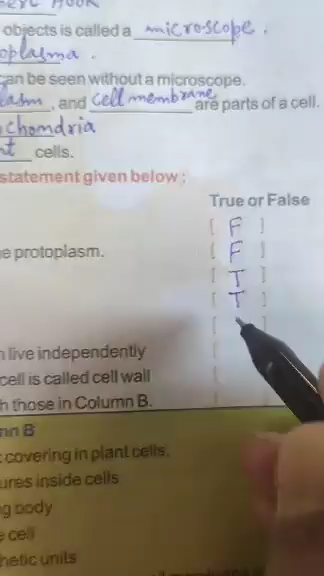 objects is called a microscope.
oplasma.
can be seen without a microscope.
lasm, and cell membrane are parts of a cell.
chomdria
nt cells.
statement given below:
True or False
[ F ]
e protoplasm. [ F ]
[ T ]
[ T ]
[ ]
n live independently [
cell is called cell wall [
h those in Column B. [
nn B
covering in plant cells.
ures inside cells
g body
e cell
hetic units